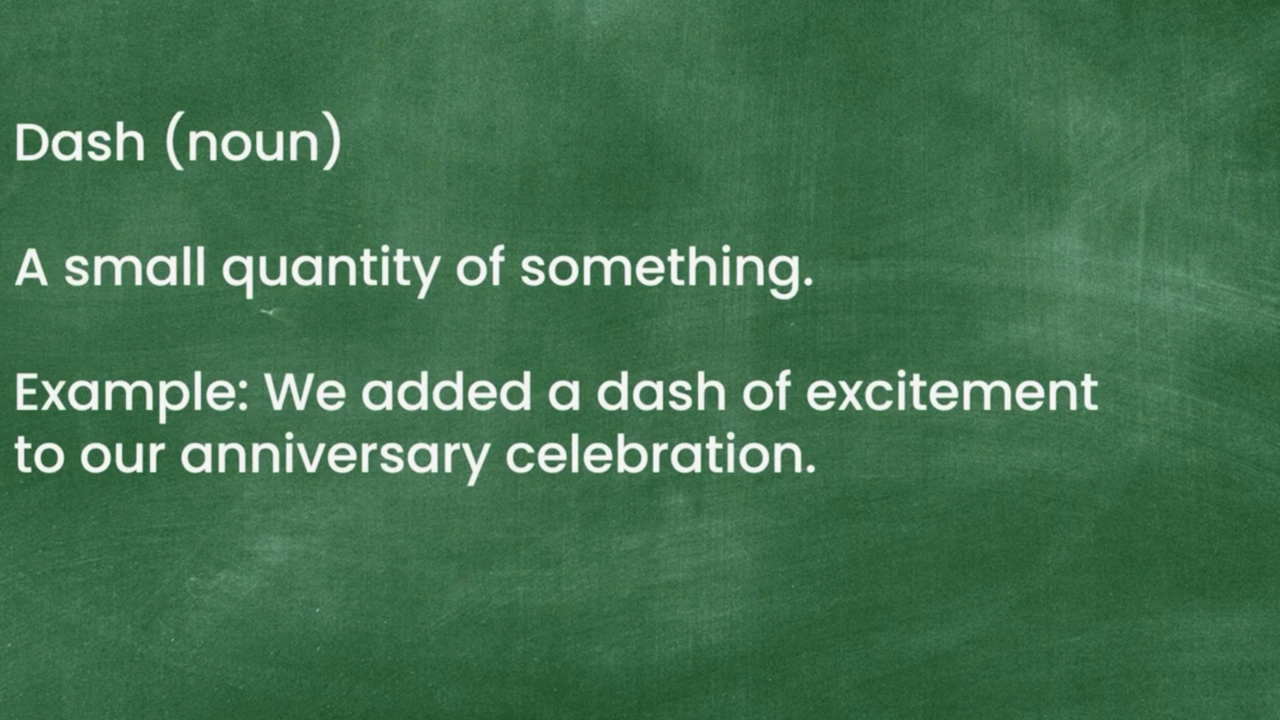 Dash (noun)
A small quantity of something.
Example: We added a dash of excitement
to our anniversary celebration.